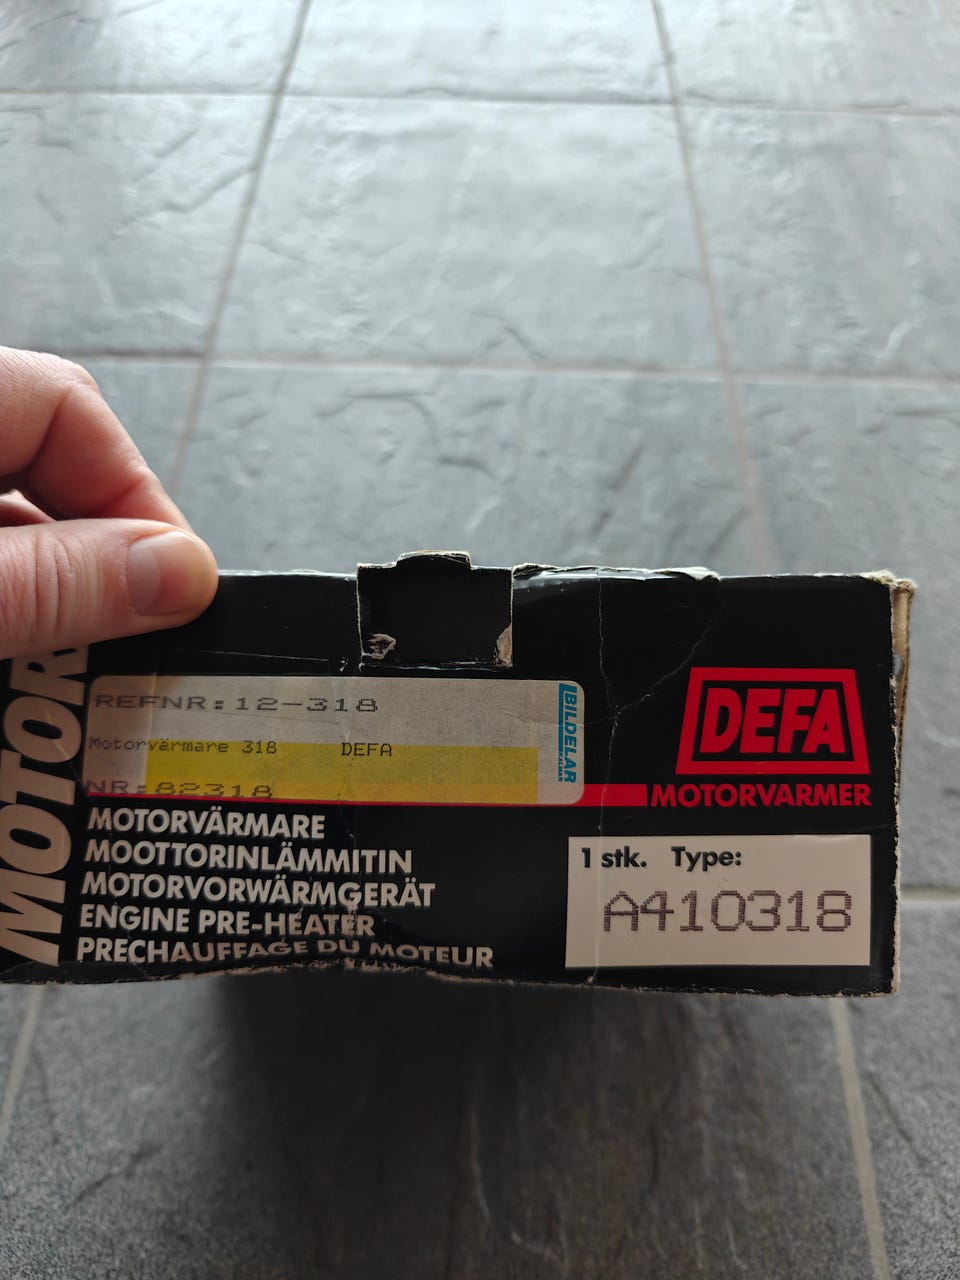 MOTOR
REFNR:12-318
Motorvärmare 318 DEFA
NR:82318
BILDELAR
KALMAR
MOTORVÄRMARE
MOOTTORINLÄMMITIN
MOTORVORWÄRMGERÄT
ENGINE PRE-HEATER
PRECHAUFFAGE DU MOTEUR
DEFA
MOTORVARMER
1 stk. Type:
A410318